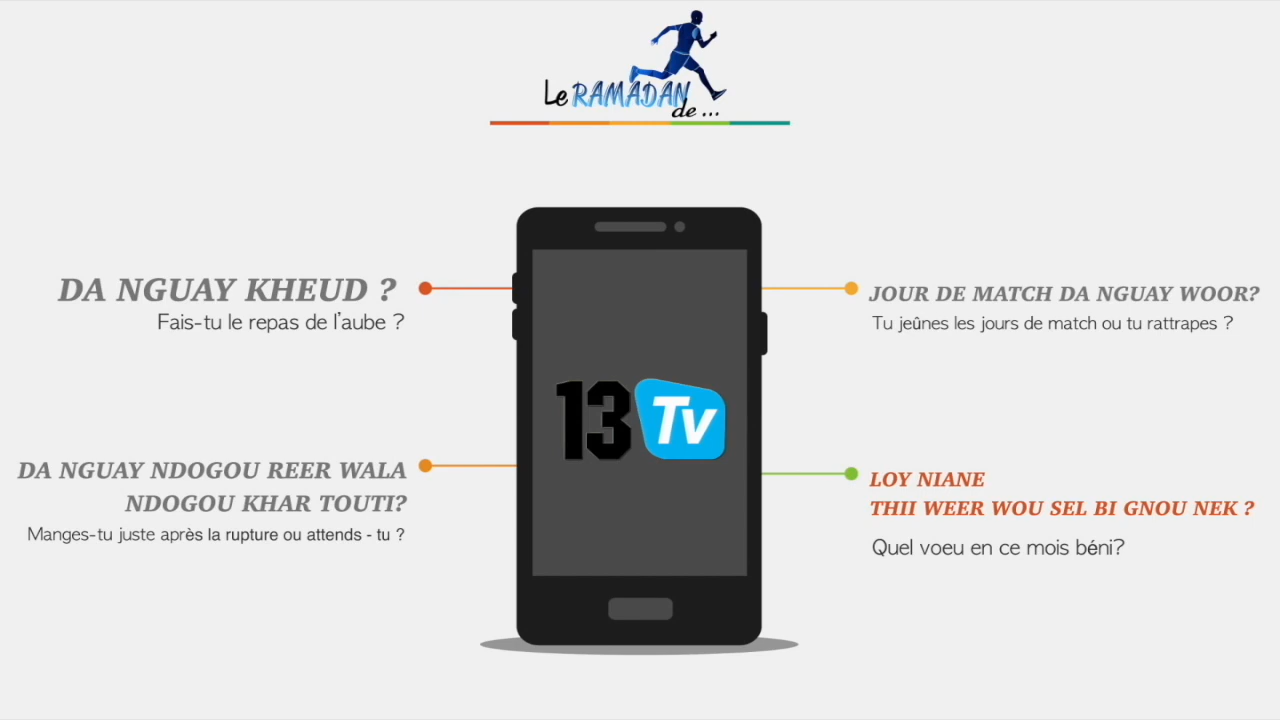 Le RAMADAN
de ...
DA NGUAY KHEUD ?
Fais-tu le repas de l'aube ?
JOUR DE MATCH DA NGUAY WOOR?
Tu jeûnes les jours de match ou tu rattrapes ?
13 Tv
DA NGUAY NDOGOU REER WALA
NDOGOU KHAR TOUTI?
Manges-tu juste après la rupture ou attends - tu ?
LOY NIANE
THII WEER WOU SEL BI GNOU NEK ?
Quel voeu en ce mois béni?